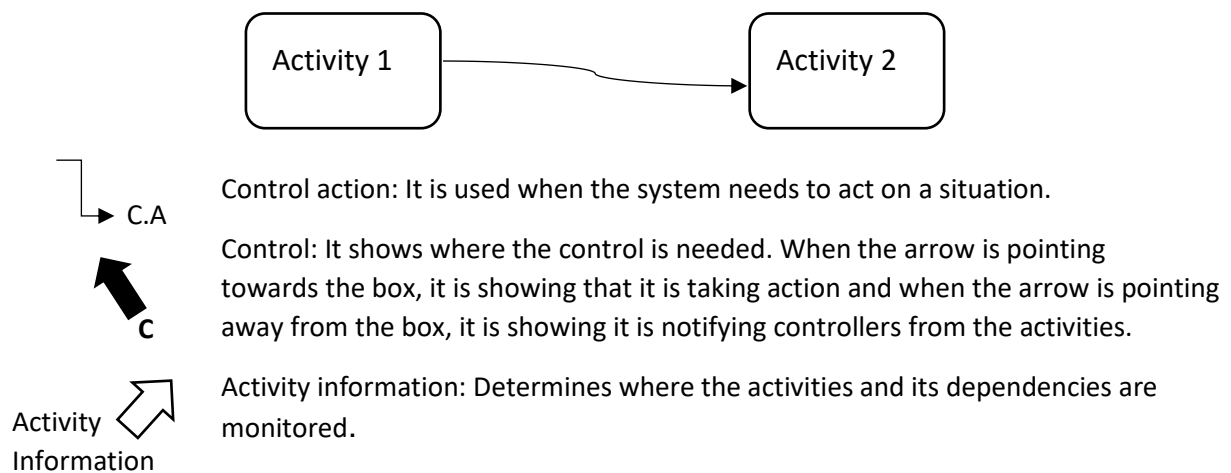 Activity 1
Activity 2
Control action: It is used when the system needs to act on a situation.
C.A
Control: It shows where the control is needed. When the arrow is pointing
towards the box, it is showing that it is taking action and when the arrow is pointing
away from the box, it is showing it is notifying controllers from the activities.
C
Activity information: Determines where the activities and its dependencies are
monitored.
Activity
Information